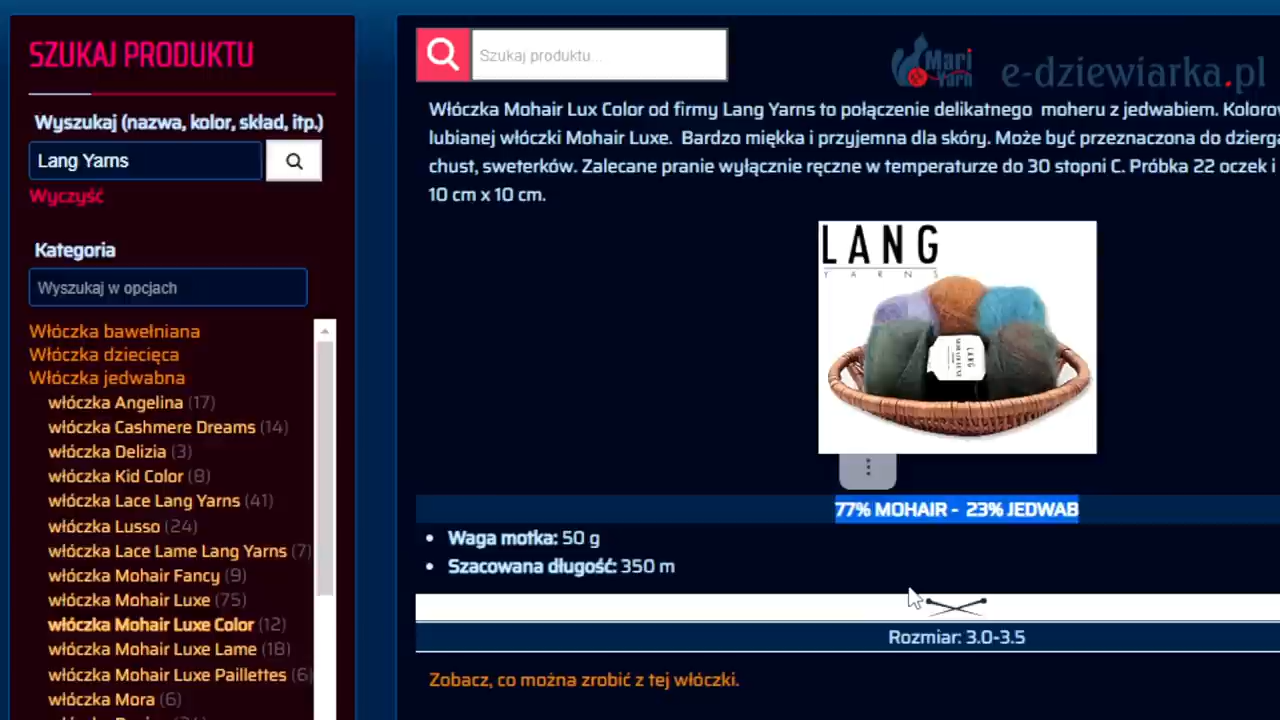 SZUKAJ PRODUKTU
Wyszukaj (nazwa, kolor, skład, itp.)
Lang Yarns
Wyczyść
Kategoria
Wyszukaj w opcjach
Włóczka bawełniana
Włóczka dziecięca
Włóczka jedwabna
włóczka Angelina (17)
włóczka Cashmere Dreams (14)
włóczka Delizia (3)
włóczka Kid Color (8)
włóczka Lace Lang Yarns (41)
włóczka Lusso (24)
włóczka Lace Lame Lang Yarns (7)
włóczka Mohair Fancy (9)
włóczka Mohair Luxe (75)
włóczka Mohair Luxe Color (12)
włóczka Mohair Luxe Lame (18)
włóczka Mohair Luxe Paillettes (6)
włóczka Mora (6)
Szukaj produktu...
Mari
Yarn
e-dziewiarka.pl
Włóczka Mohair Lux Color od firmy Lang Yarns to połączenie delikatnego moheru z jedwabiem.
lubianej włóczki Mohair Luxe. Bardzo miękka i przyjemna dla skóry. Może być przeznaczona do
chust, sweterków. Zalecane pranie wyłącznie ręczne w temperaturze do 30 stopni C. Próbka 22 oczek i
10 cm x 10 cm.
LANG
YARNS
LANG
77% MOHAIR - 23% JEDWAB
Waga motka: 50 g
Szacowana długość: 350 m
Rozmiar: 3.0-3.5
Zobacz, co można zrobić z tej włóczki.